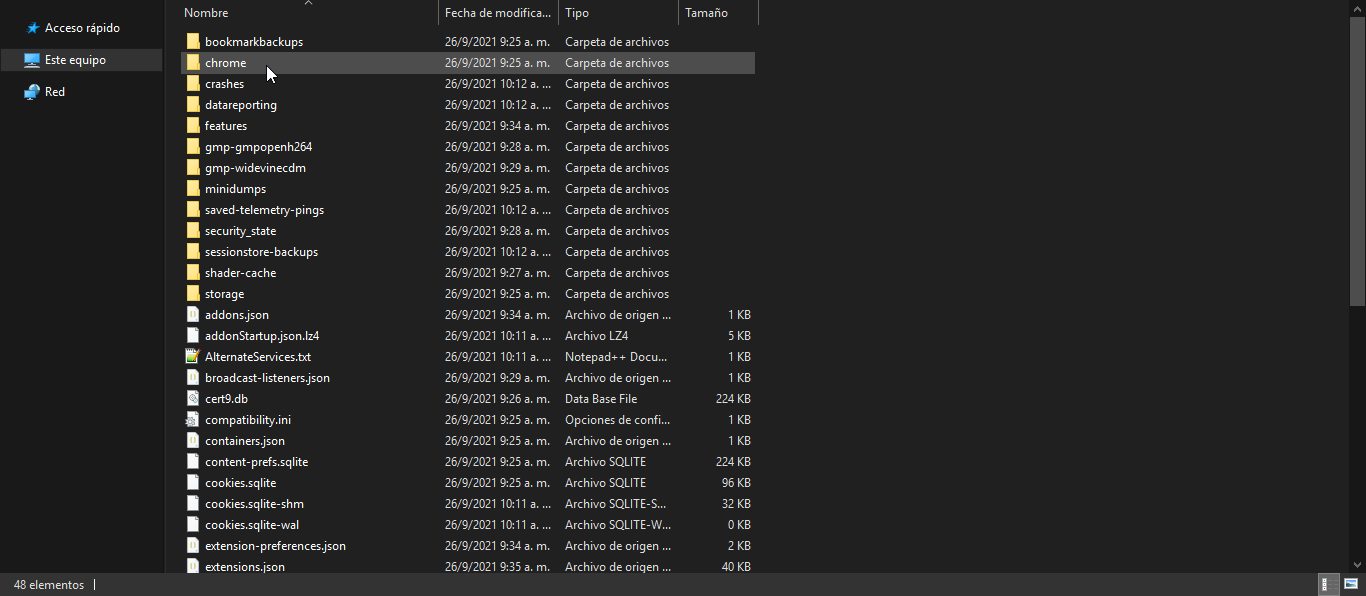 Nombre Fecha de modifica... Tipo Tamaño
Acceso rápido
Este equipo
Red
bookmarkbackups 26/9/2021 9:25 a. m. Carpeta de archivos
chrome 26/9/2021 9:25 a. m. Carpeta de archivos
crashes 26/9/2021 10:12 a. ... Carpeta de archivos
datareporting 26/9/2021 10:12 a. ... Carpeta de archivos
features 26/9/2021 9:34 a. m. Carpeta de archivos
gmp-gmpopenh264 26/9/2021 9:28 a. m. Carpeta de archivos
gmp-widevinecdm 26/9/2021 9:29 a. m. Carpeta de archivos
minidumps 26/9/2021 9:25 a. m. Carpeta de archivos
saved-telemetry-pings 26/9/2021 10:12 a. ... Carpeta de archivos
security_state 26/9/2021 9:28 a. m. Carpeta de archivos
sessionstore-backups 26/9/2021 10:12 a. ... Carpeta de archivos
shader-cache 26/9/2021 9:27 a. m. Carpeta de archivos
storage 26/9/2021 9:25 a. m. Carpeta de archivos
addons.json 26/9/2021 9:34 a. m. Archivo de origen ... 1 KB
addonStartup.json.lz4 26/9/2021 10:11 a. ... Archivo LZ4 5 KB
AlternateServices.txt 26/9/2021 10:11 a. ... Notepad++ Docu... 1 KB
broadcast-listeners.json 26/9/2021 9:29 a. m. Archivo de origen ... 1 KB
cert9.db 26/9/2021 9:26 a. m. Data Base File 224 KB
compatibility.ini 26/9/2021 9:25 a. m. Opciones de confi... 1 KB
containers.json 26/9/2021 9:25 a. m. Archivo de origen ... 1 KB
content-prefs.sqlite 26/9/2021 9:25 a. m. Archivo SQLITE 224 KB
cookies.sqlite 26/9/2021 9:25 a. m. Archivo SQLITE 96 KB
cookies.sqlite-shm 26/9/2021 10:11 a. ... Archivo SQLITE-S... 32 KB
cookies.sqlite-wal 26/9/2021 10:11 a. ... Archivo SQLITE-W... 0 KB
extension-preferences.json 26/9/2021 9:34 a. m. Archivo de origen ... 2 KB
extensions.json 26/9/2021 9:35 a. m. Archivo de origen ... 40 KB
48 elementos